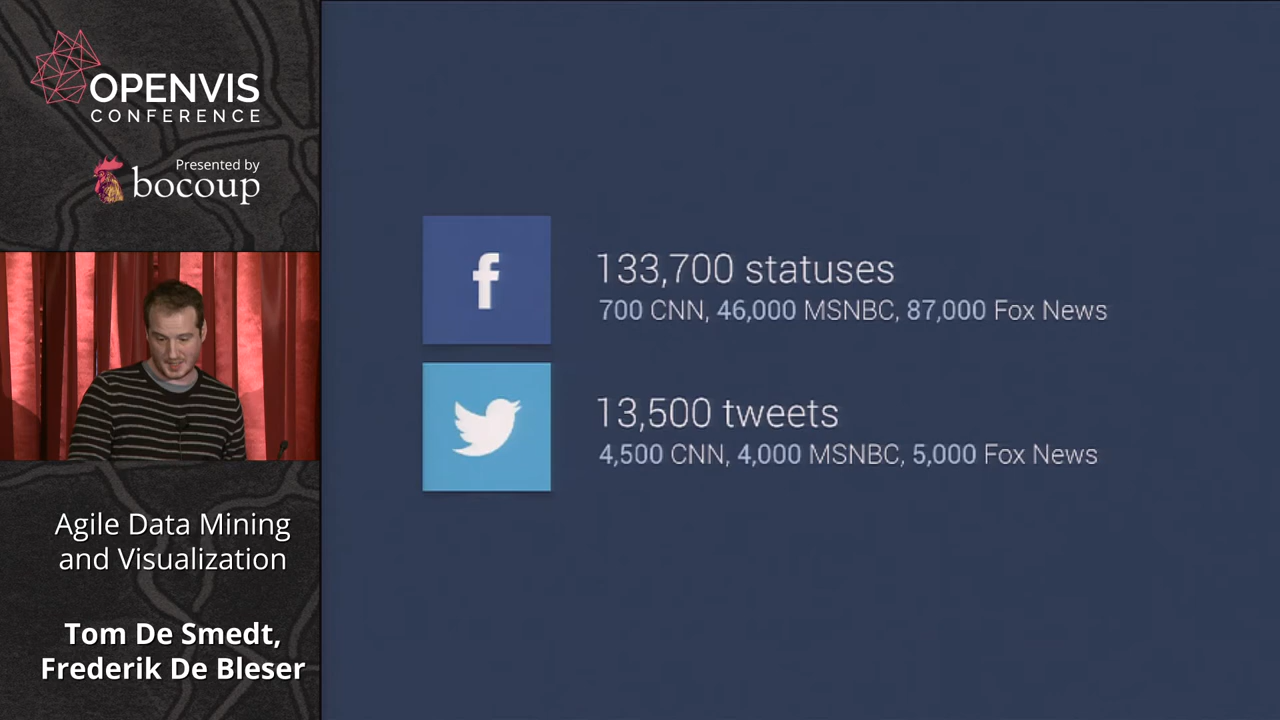 OPENVIS
CONFERENCE
Presented by
bocoup
Agile Data Mining
and Visualization
Tom De Smedt,
Frederik De Bleser
133,700 statuses
700 CNN, 46,000 MSNBC, 87,000 Fox News
13,500 tweets
4,500 CNN, 4,000 MSNBC, 5,000 Fox News